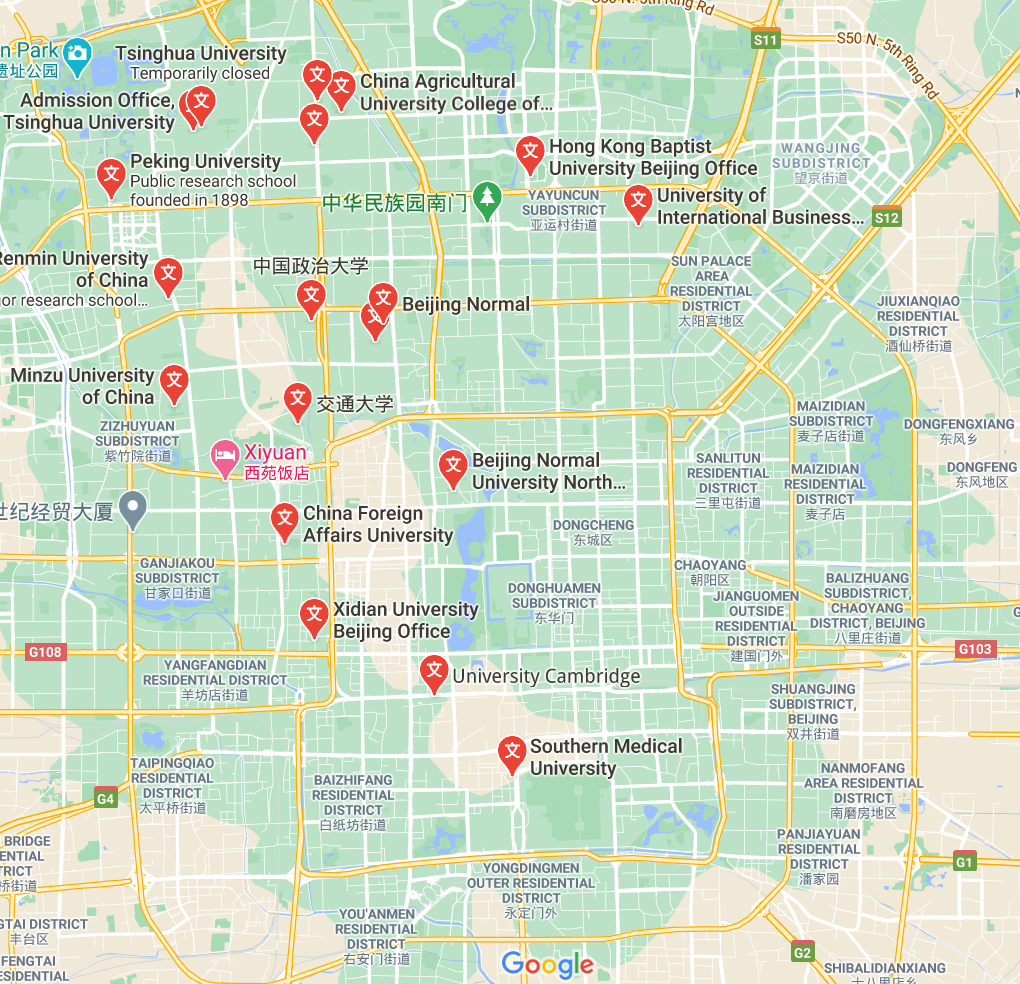 S50 N. 5th Ring Rd
S11
S50 N. 5th Ring Rd
n Park
遗址公园
Tsinghua University
Temporarily closed
China Agricultural
University College of...
Admission Office,
Tsinghua University
Peking University
Public research school
founded in 1898
Hong Kong Baptist
University Beijing Office
WANGJING
SUBDISTRICT
望京街道
中华民族园南门
YAYUNCUN
SUBDISTRICT
亚运村街道
University of
International Business...
S12
Renmin University
of China
or research school...
中国政治大学
SUN PALACE
AREA
RESIDENTIAL
DISTRICT
太阳宫地区
Beijing Normal
JIUXIANQIAO
RESIDENTIAL
DISTRICT
酒仙桥街道
Minzu University
of China
交通大学
ZIZHUYUAN
SUBDISTRICT
紫竹院街道
Xiyuan
西苑饭店
MAIZIDIAN
SUBDISTRICT
麦子店街道
DONGFENGXIANG
东风乡
Beijing Normal
University North...
SANLITUN
RESIDENTIAL
DISTRICT
三里屯街道
MAIZIDIAN
RESIDENTIAL
DISTRICT
麦子店
DONGFENG
东风地区
世纪经贸大厦
China Foreign
Affairs University
DONGCHENG
东城区
GANJIAKOU
SUBDISTRICT
甘家口街道
CHAOYANG
朝阳区
DONGHUAMEN
SUBDISTRICT
东华门
JIANGUOMEN
OUTSIDE
RESIDENTIAL
DISTRICT
建国门外
BALIZHUANG
SUBDISTRICT,
CHAOYANG
DISTRICT, BEIJING
八里庄街道
G
Xidian University
Beijing Office
G108
G103
YANGFANGDIAN
RESIDENTIAL DISTRICT
羊坊店街道
University Cambridge
SHUANGJING
SUBDISTRICT,
BEIJING
双井街道
Southern Medical
University
TAIPINGQIAO
RESIDENTIAL
DISTRICT
太平桥街道
G4
BAIZHIFANG
RESIDENTIAL
DISTRICT
白纸坊街道
NANMOFANG
AREA RESIDENTIAL
DISTRICT
南磨房地区
BRIDGE
ENTIAL
TRICT
桥街道
PANJIAYUAN
RESIDENTIAL
DISTRICT
潘家园
G1
YONGDINGMEN
OUTER RESIDENTIAL
DISTRICT
永定门外
YOU'ANMEN
RESIDENTIAL
DISTRICT
右安门街道
GTAI DISTRICT
丰台区
G2
FENGTAI
ESIDENTIAL
Google
SHIBALIDIANXIANG
十八里店乡